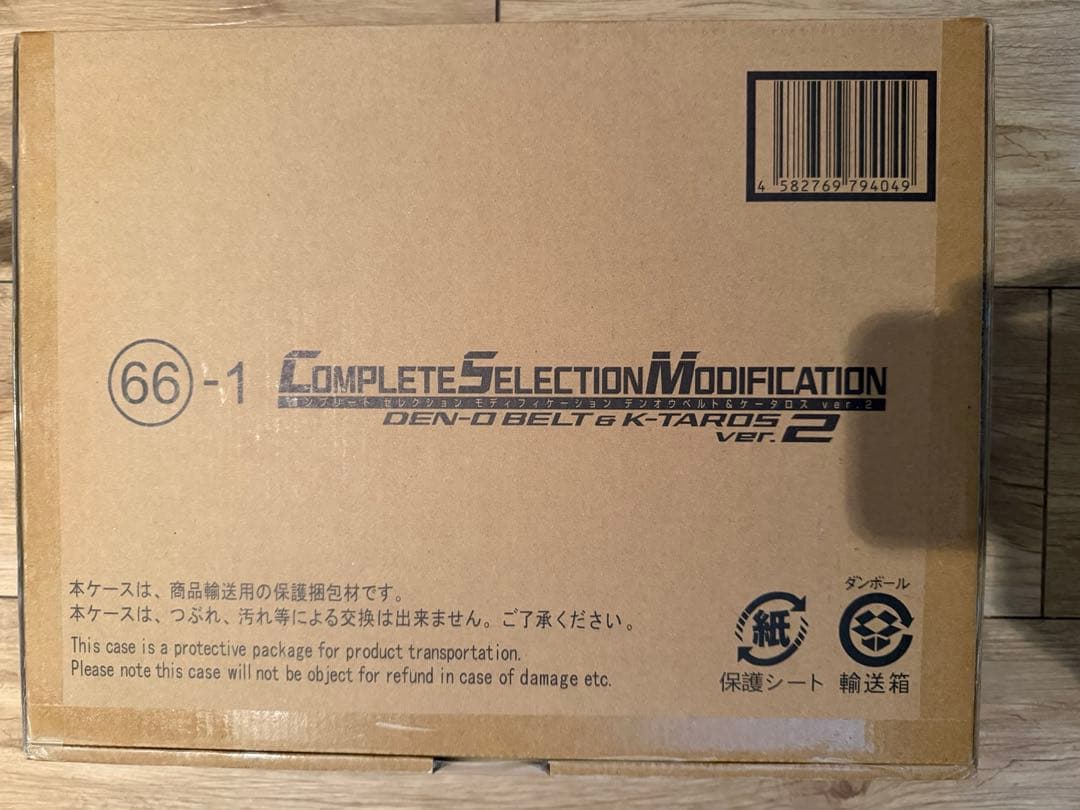 4 582769 794049
66-1 COMPLETE SELECTION MODIFICATION
コンプリート セレクション モディフィケーション デンオウベルト&ケータロス ver.2
DEN-O BELT & K-TAROS
ver.2
本ケースは、商品輸送用の保護梱包材です。
本ケースは、つぶれ、汚れ等による交換は出来ません。ご了承ください。
This case is a protective package for product transportation.
Please note this case will not be object for refund in case of damage etc.
紙
保護シート
ダンボール
輸送箱